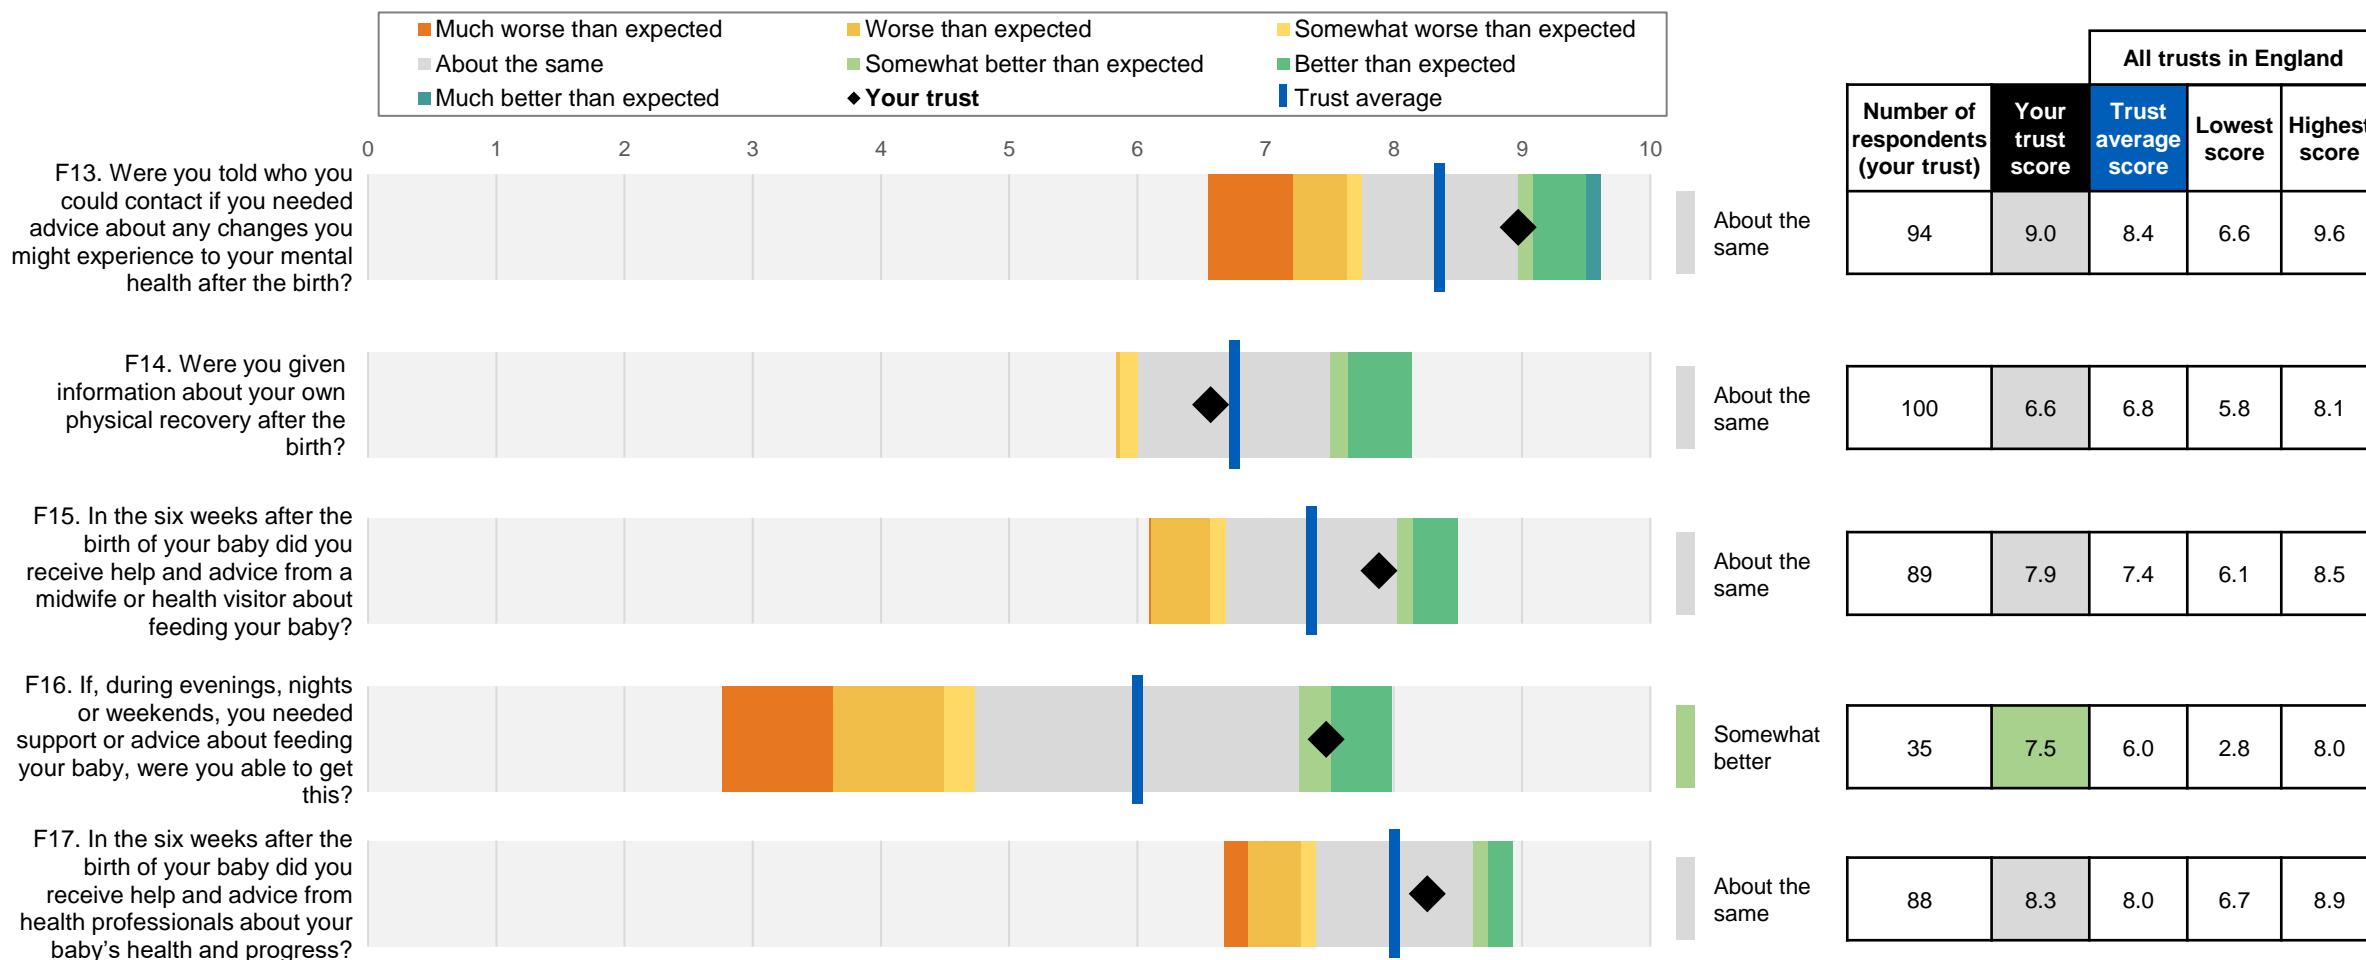 Much worse than expected
Worse than expected
Somewhat worse than expected
About the same
Somewhat better than expected
Better than expected
Much better than expected
Your trust
Trust average
All trusts in England
Number of
respondents
(your trust)
Your
trust
score
Trust
average
score
Lowest
score
Highest
score
0 1 2 3 4 5 6 7 8 9 10
F13. Were you told who you
could contact if you needed
advice about any changes you
might experience to your mental
health after the birth?
About the
same
94 9.0 8.4 6.6 9.6
F14. Were you given
information about your own
physical recovery after the
birth?
About the
same
100 6.6 6.8 5.8 8.1
F15. In the six weeks after the
birth of your baby did you
receive help and advice from a
midwife or health visitor about
feeding your baby?
About the
same
89 7.9 7.4 6.1 8.5
F16. If, during evenings, nights
or weekends, you needed
support or advice about feeding
your baby, were you able to get
this?
Somewhat
better
35 7.5 6.0 2.8 8.0
F17. In the six weeks after the
birth of your baby did you
receive help and advice from
health professionals about your
baby's health and progress?
About the
same
88 8.3 8.0 6.7 8.9